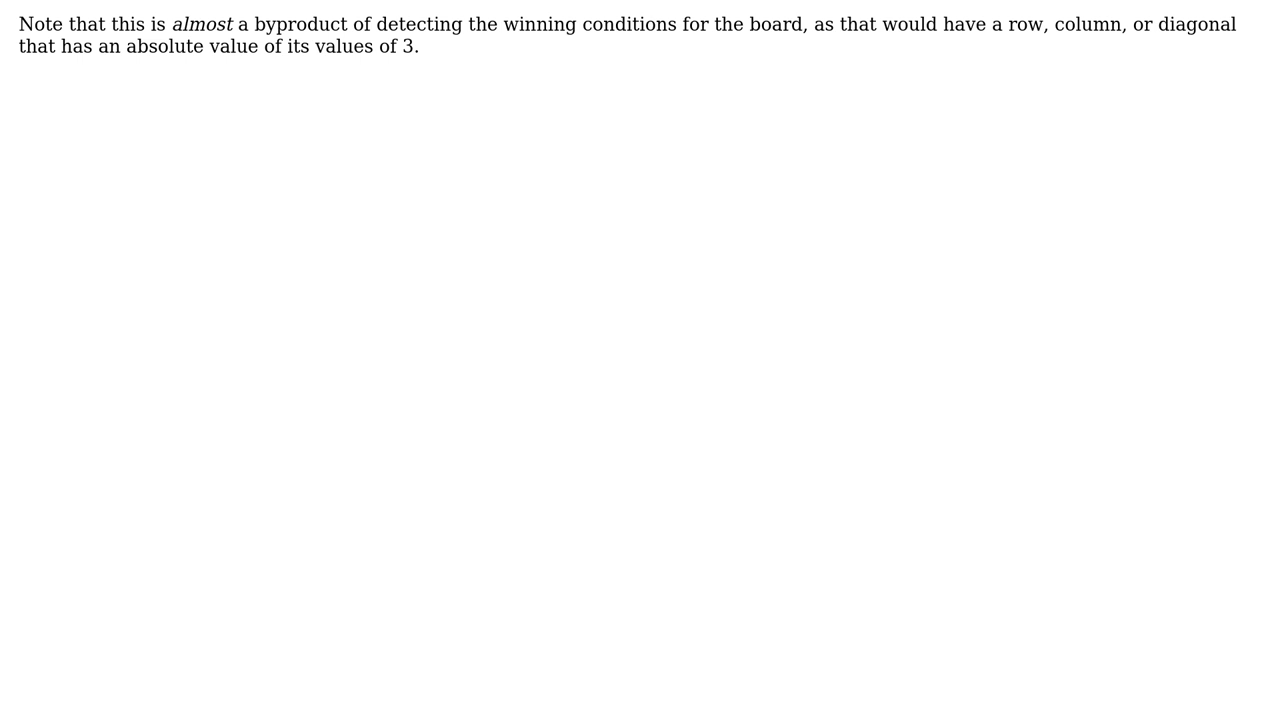 Note that this is almost a byproduct of detecting the winning conditions for the board, as that would have a row, column, or diagonal
that has an absolute value of its values of 3.